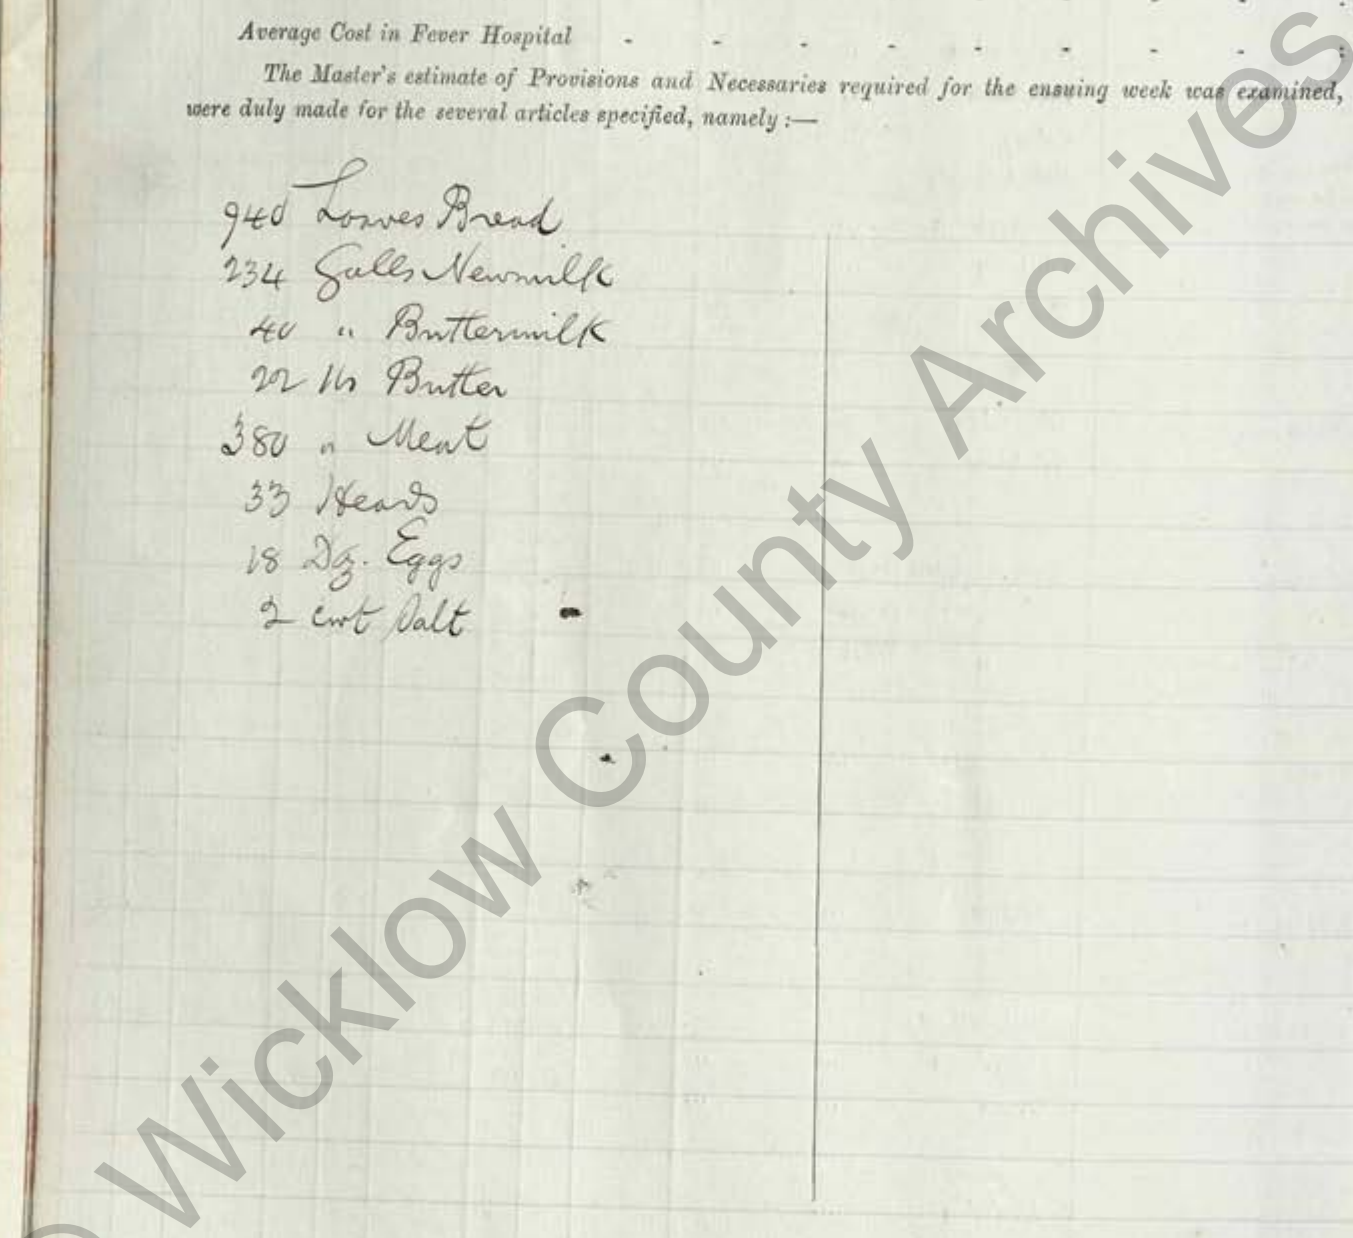 Average Cost in Fever Hospital - - - - - - - - :
The Master's estimate of Provisions and Necessaries required for the ensuing week was examined,
were duly made for the several articles specified, namely :—
940 Loaves Bread
234 Galls Newmilk
40 " Buttermilk
22 lbs Butter
380 " Meat
33 Heads
18 Doz. Eggs
2 cwt Salt
© Wicklow County Archives